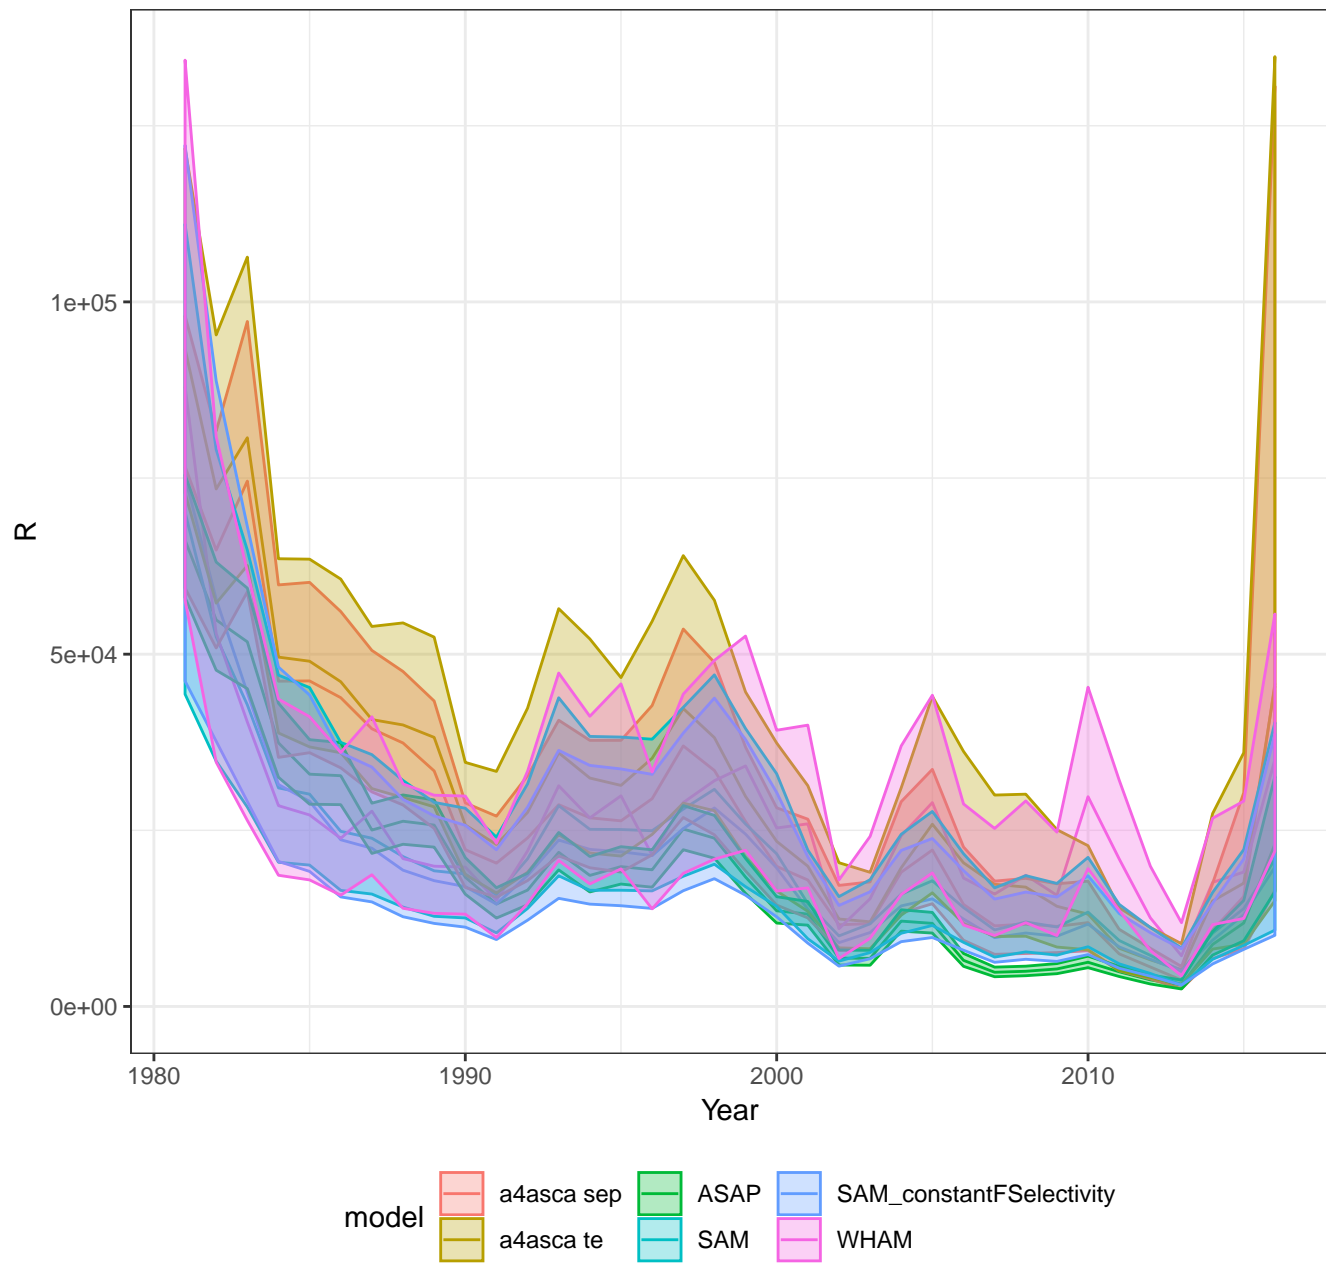 1e+05
5e+04
0e+00
R
1980
1990
2000
2010
Year
model
a4asca sep
ASAP
SAM_constantFSelectivity
a4asca te
SAM
WHAM